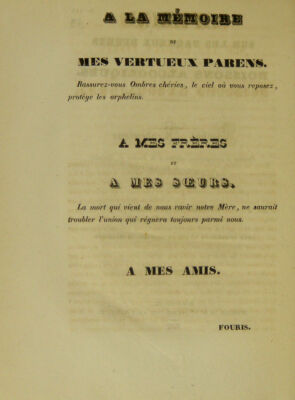 A LA MÉMOIRE
DE
MES VERTUEUX PARENS.
Rassurez-vous Ombres chéries, le ciel où vous reposez,
protége les orphelins.
A MES FRÈRES
ET
A MES SŒURS.
La mort qui vient de nous ravir notre Mère, ne saurait
troubler l'union qui régnera toujours parmi nous.
A MES AMIS.
FOURIS.